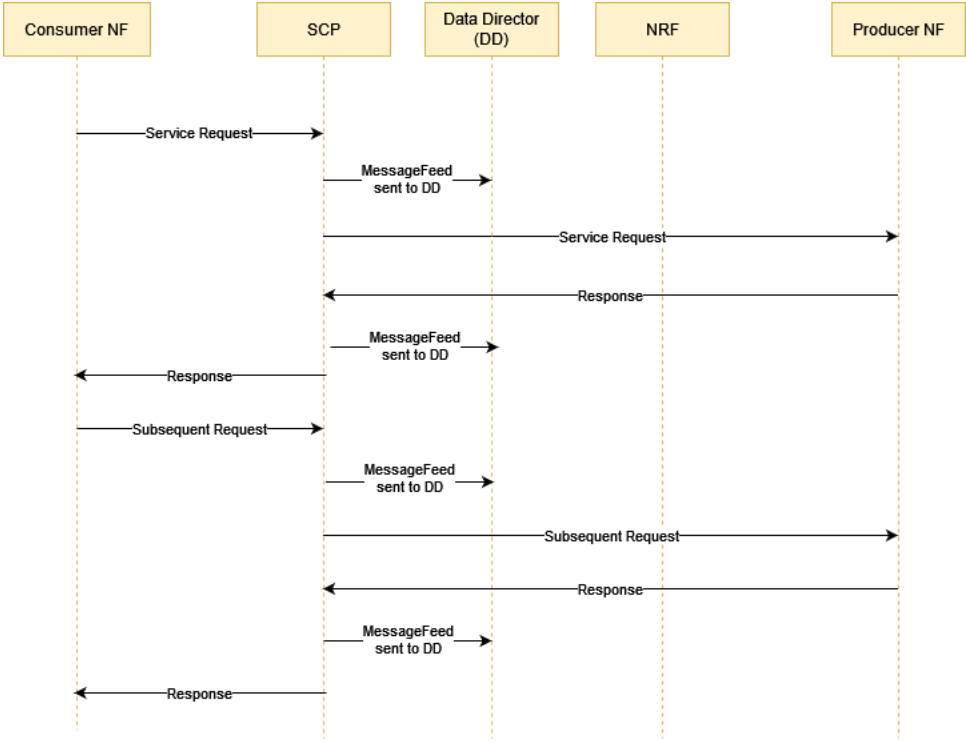 Consumer NF
SCP
Data Director
(DD)
NRF
Producer NF
Service Request
MessageFeed
sent to DD
Service Request
Response
MessageFeed
sent to DD
Response
Subsequent Request
MessageFeed
sent to DD
Subsequent Request
Response
MessageFeed
sent to DD
Response